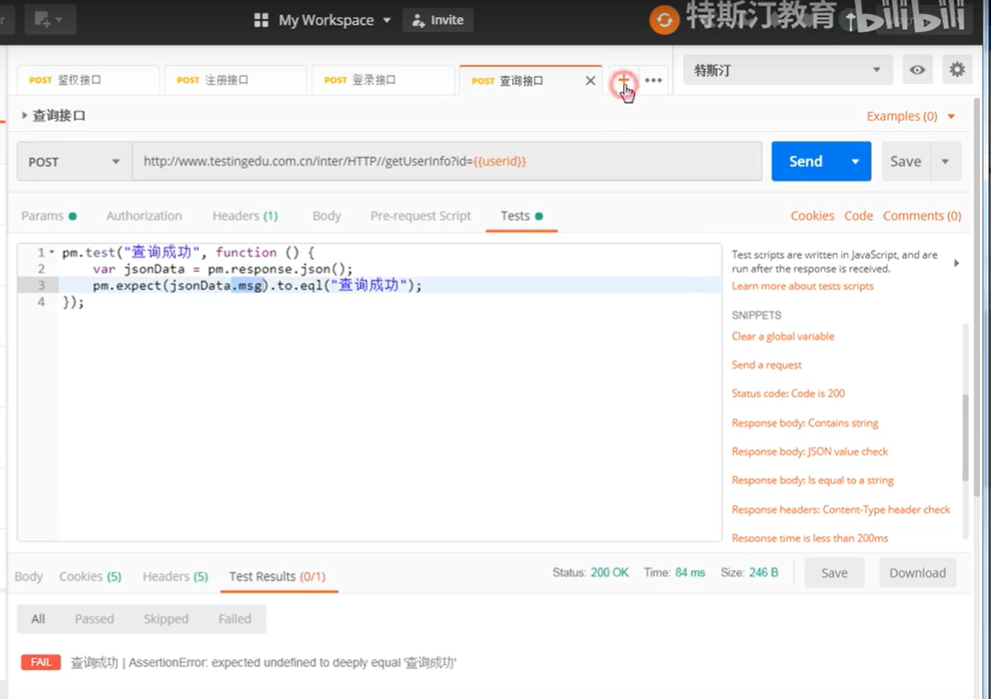 My Workspace Invite 特斯汀教育 bilibili
POST 鉴权接口 POST 注册接口 POST 登录接口 POST 查询接口 特斯汀
查询接口 Examples (0)
POST http://www.testingedu.com.cn/inter/HTTP//getUserInfo?id={{userid}} Send Save
Params Authorization Headers (1) Body Pre-request Script Tests Cookies Code Comments (0)
1 pm.test("查询成功", function () {
2 var jsonData = pm.response.json();
3 pm.expect(jsonData.msg).to.eql("查询成功");
4 });
Test scripts are written in JavaScript, and are
run after the response is received.
Learn more about tests scripts
SNIPPETS
Clear a global variable
Send a request
Status code: Code is 200
Response body: Contains string
Response body: JSON value check
Response body: Is equal to a string
Response headers: Content-Type header check
Response time is less than 200ms
Body Cookies (5) Headers (5) Test Results (0/1) Status: 200 OK Time: 84 ms Size: 246 B Save Download
All Passed Skipped Failed
FAIL 查询成功 | AssertionError: expected undefined to deeply equal '查询成功'